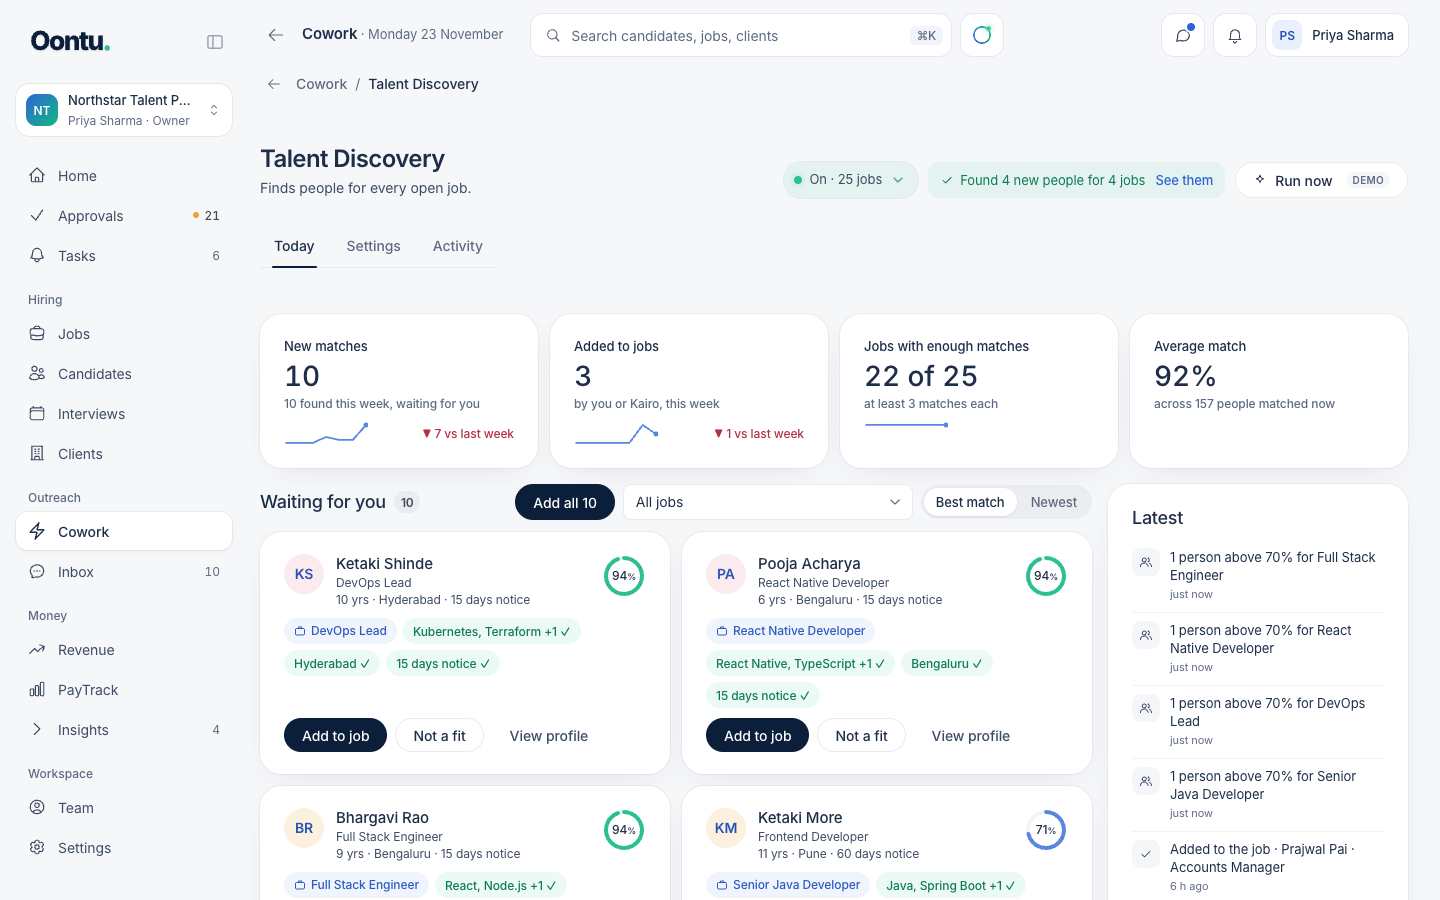 Oontu.
NT
Northstar Talent P...
Priya Sharma · Owner
Home
Approvals
21
Tasks
6
Hiring
Jobs
Candidates
Interviews
Clients
Outreach
Cowork
Inbox
10
Money
Revenue
PayTrack
Insights
4
Workspace
Team
Settings
Cowork · Monday 23 November
Search candidates, jobs, clients
⌘K
PS
Priya Sharma
Cowork / Talent Discovery
Talent Discovery
Finds people for every open job.
On · 25 jobs
Found 4 new people for 4 jobs See them
Run now DEMO
Today
Settings
Activity
New matches
10
10 found this week, waiting for you
▼ 7 vs last week
Added to jobs
3
by you or Kairo, this week
▼ 1 vs last week
Jobs with enough matches
22 of 25
at least 3 matches each
Average match
92%
across 157 people matched now
Waiting for you 10
Add all 10
All jobs
Best match
Newest
KS
Ketaki Shinde
DevOps Lead
10 yrs · Hyderabad · 15 days notice
94%
DevOps Lead
Kubernetes, Terraform +1 ✓
Hyderabad ✓
15 days notice ✓
Add to job
Not a fit
View profile
PA
Pooja Acharya
React Native Developer
6 yrs · Bengaluru · 15 days notice
94%
React Native Developer
React Native, TypeScript +1 ✓
Bengaluru ✓
15 days notice ✓
Add to job
Not a fit
View profile
BR
Bhargavi Rao
Full Stack Engineer
9 yrs · Bengaluru · 15 days notice
94%
Full Stack Engineer
React, Node.js +1 ✓
KM
Ketaki More
Frontend Developer
11 yrs · Pune · 60 days notice
71%
Senior Java Developer
Java, Spring Boot +1 ✓
Latest
1 person above 70% for Full Stack
Engineer
just now
1 person above 70% for React
Native Developer
just now
1 person above 70% for DevOps
Lead
just now
1 person above 70% for Senior
Java Developer
just now
Added to the job · Prajwal Pai ·
Accounts Manager
6 h ago